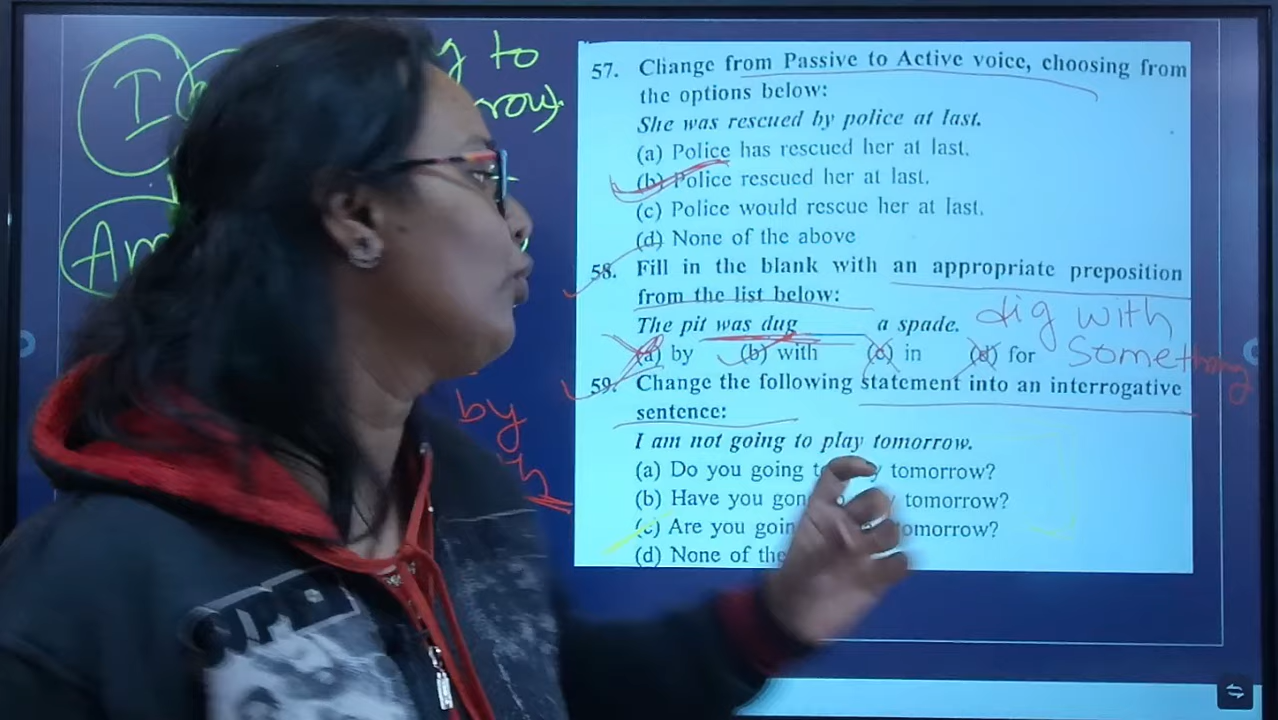 I to
row.
Am
by
57. Change from Passive to Active voice, choosing from
the options below:
She was rescued by police at last.
(a) Police has rescued her at last.
(b) Police rescued her at last.
(c) Police would rescue her at last.
(d) None of the above
58. Fill in the blank with an appropriate preposition
from the list below:
The pit was dug ______ a spade.
dig with
something
(a) by (b) with (c) in (d) for
59. Change the following statement into an interrogative
sentence:
I am not going to play tomorrow.
(a) Do you going tomorrow?
(b) Have you tomorrow?
(c) Are you tomorrow?
(d) None of the